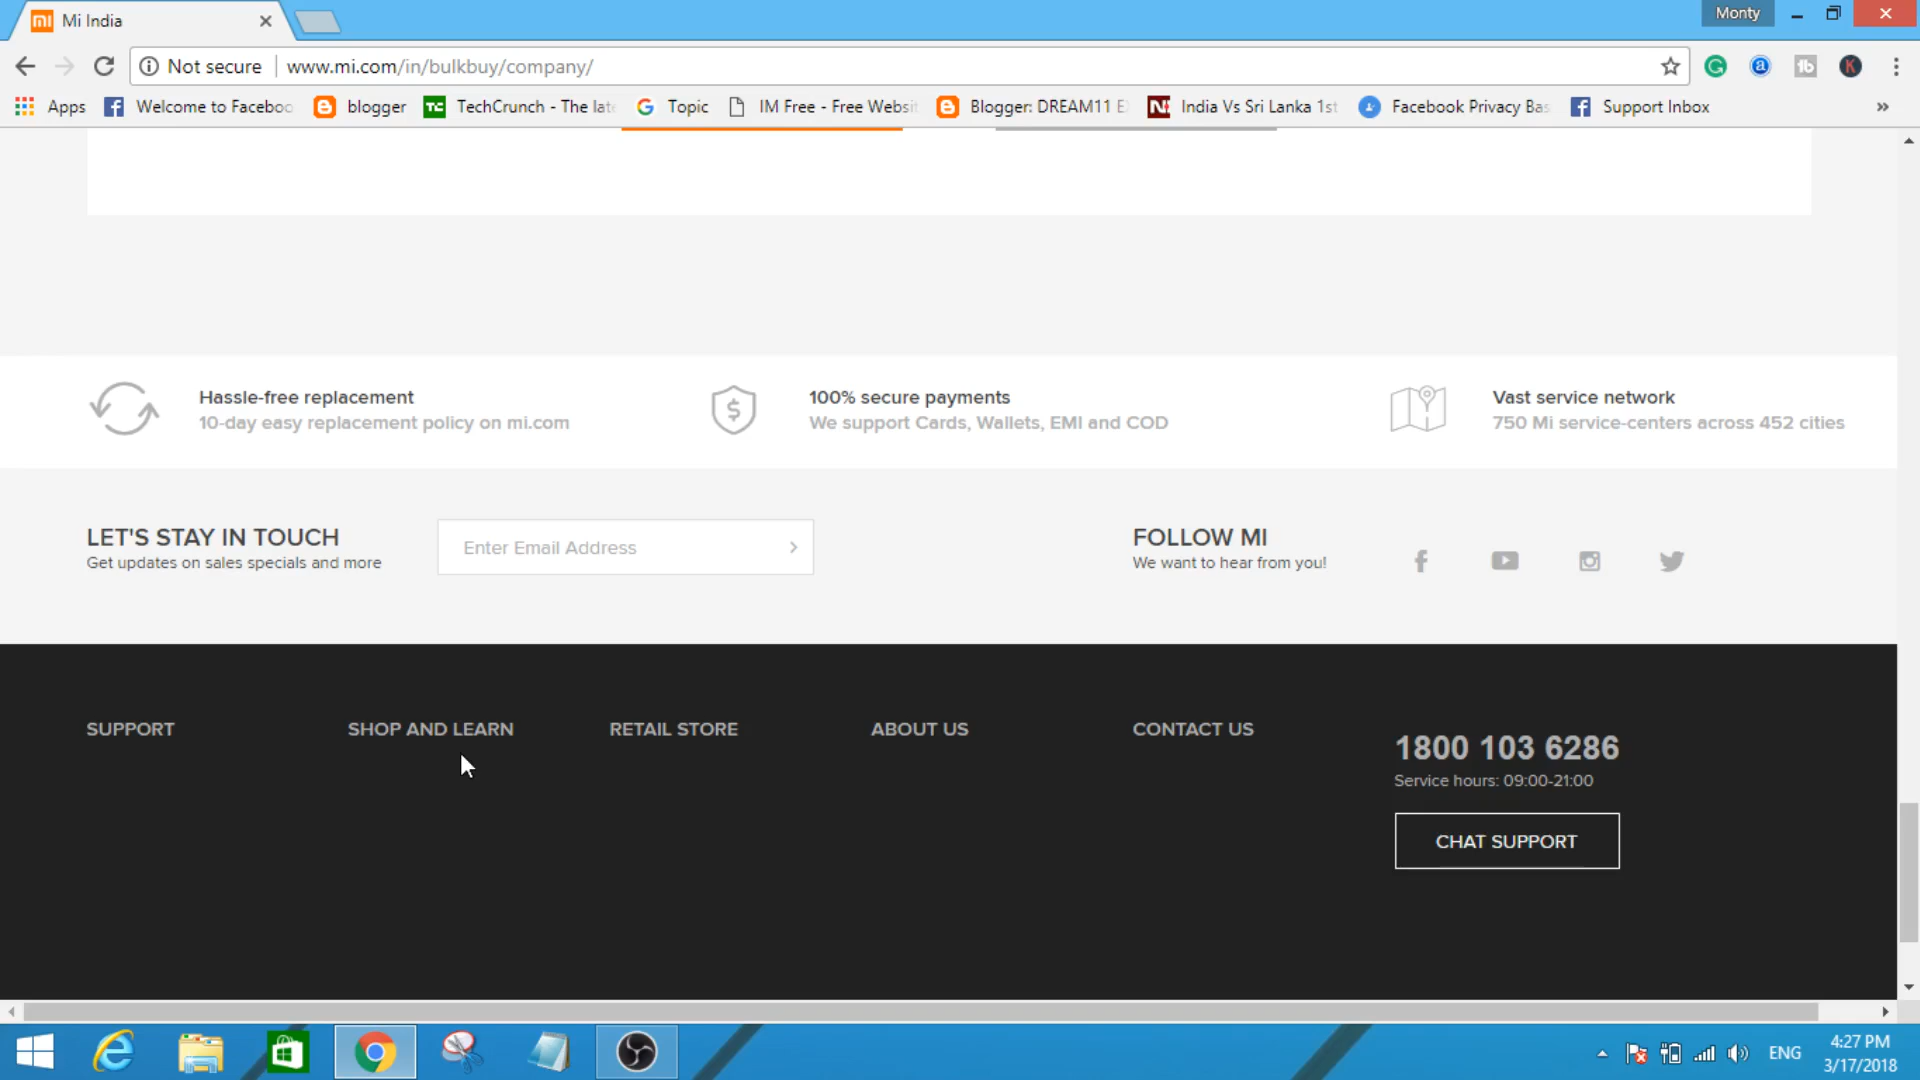 Mi India
Monty
Not secure
www.mi.com/in/bulkbuy/company/
Apps
Welcome to Faceboo
blogger
TechCrunch - The late
Topic
IM Free - Free Websit
Blogger: DREAM11 E
India Vs Sri Lanka 1st
Facebook Privacy Bas
Support Inbox
Hassle-free replacement
10-day easy replacement policy on mi.com
100% secure payments
We support Cards, Wallets, EMI and COD
Vast service network
750 Mi service-centers across 452 cities
LET'S STAY IN TOUCH
Get updates on sales specials and more
Enter Email Address
FOLLOW MI
We want to hear from you!
SUPPORT
SHOP AND LEARN
RETAIL STORE
ABOUT US
CONTACT US
1800 103 6286
Service hours: 09:00-21:00
CHAT SUPPORT
ENG
4:27 PM
3/17/2018